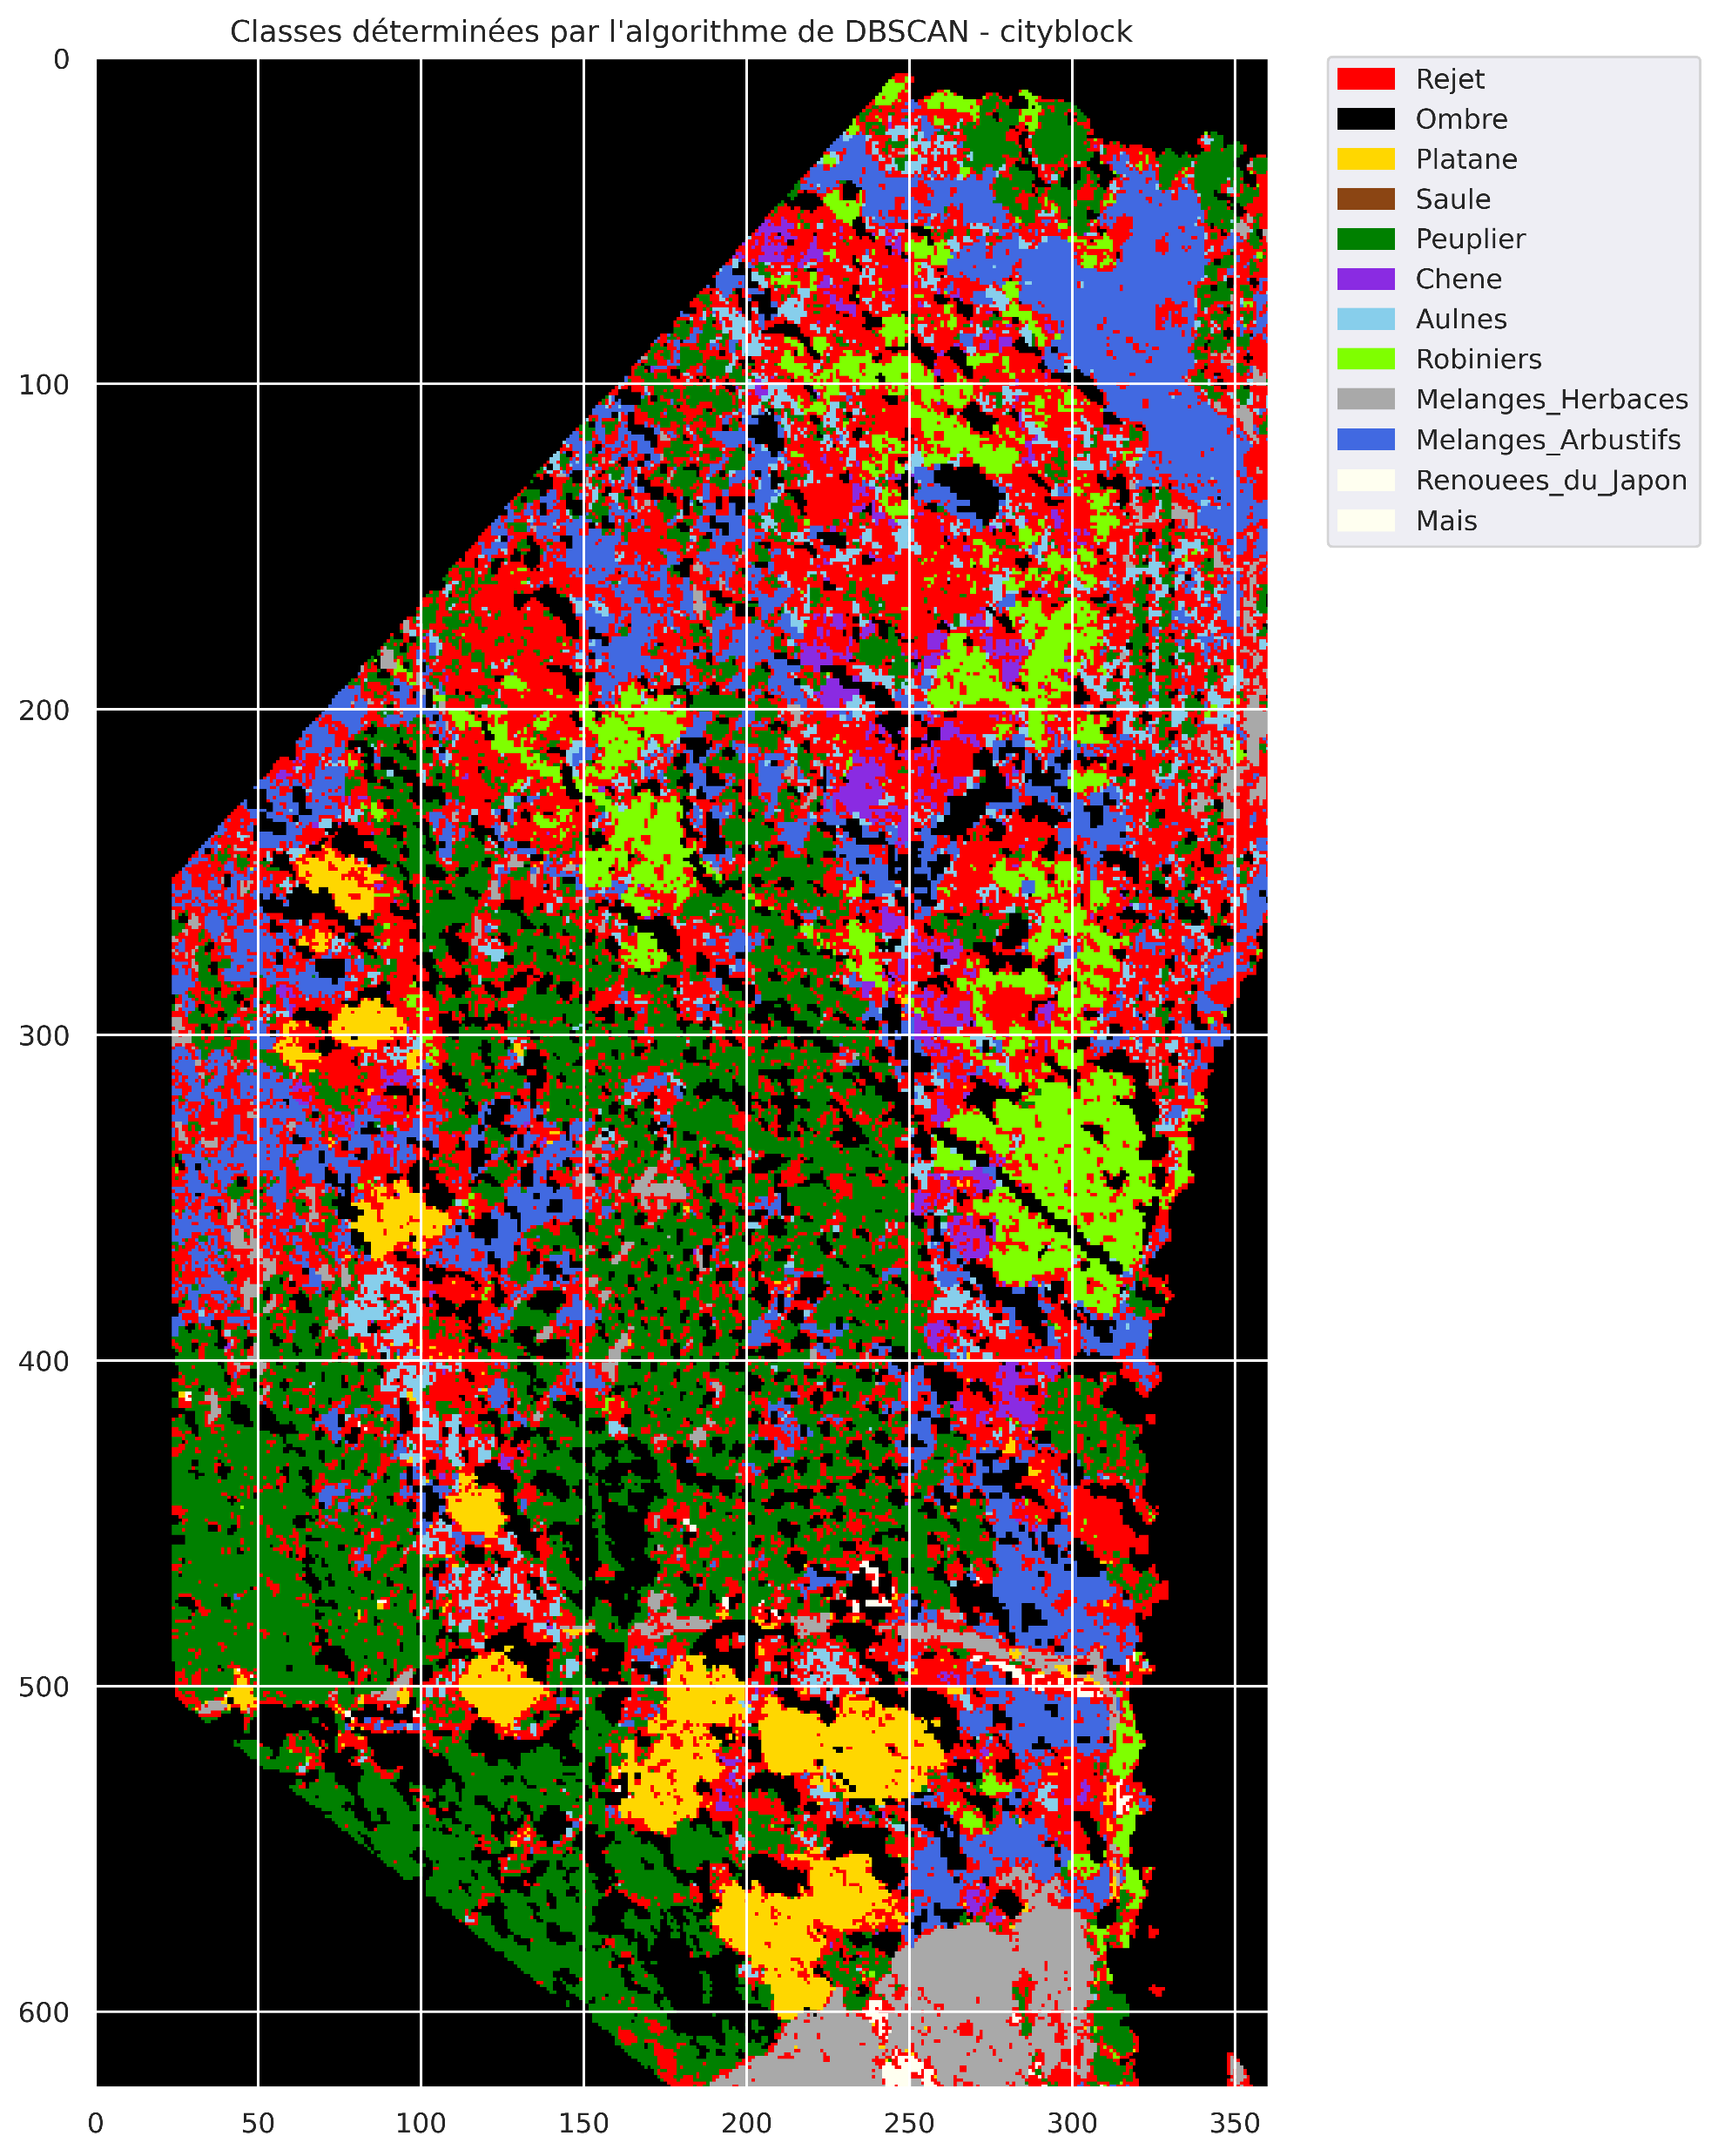 Classes déterminées par l'algorithme de DBSCAN - cityblock
0
100
200
300
400
500
600
0 50 100 150 200 250 300 350
Rejet
Ombre
Platane
Saule
Peuplier
Chene
Aulnes
Robiniers
Melanges_Herbaces
Melanges_Arbustifs
Renouees_du_Japon
Mais